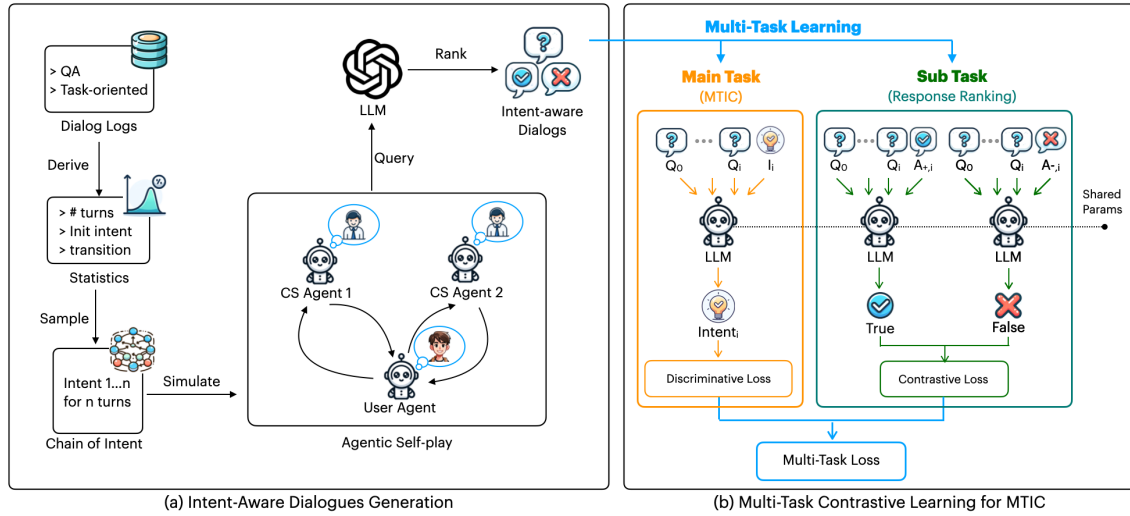 > QA
> Task-oriented
Dialog Logs
Derive
> # turns
> Init intent
> transition
Statistics
Sample
Intent 1...n
for n turns
Chain of Intent
Simulate
LLM
Rank
Intent-aware
Dialogs
Query
CS Agent 1
CS Agent 2
User Agent
Agentic Self-play
(a) Intent-Aware Dialogues Generation
Multi-Task Learning
Main Task
(MTIC)
Sub Task
(Response Ranking)
Q₀ ... Qᵢ Iᵢ
Q₀ ... Qᵢ A₊,ᵢ
Q₀ ... Qᵢ A-,ᵢ
LLM
LLM
LLM
Shared
Params
Intentᵢ
True
False
Discriminative Loss
Contrastive Loss
Multi-Task Loss
(b) Multi-Task Contrastive Learning for MTIC